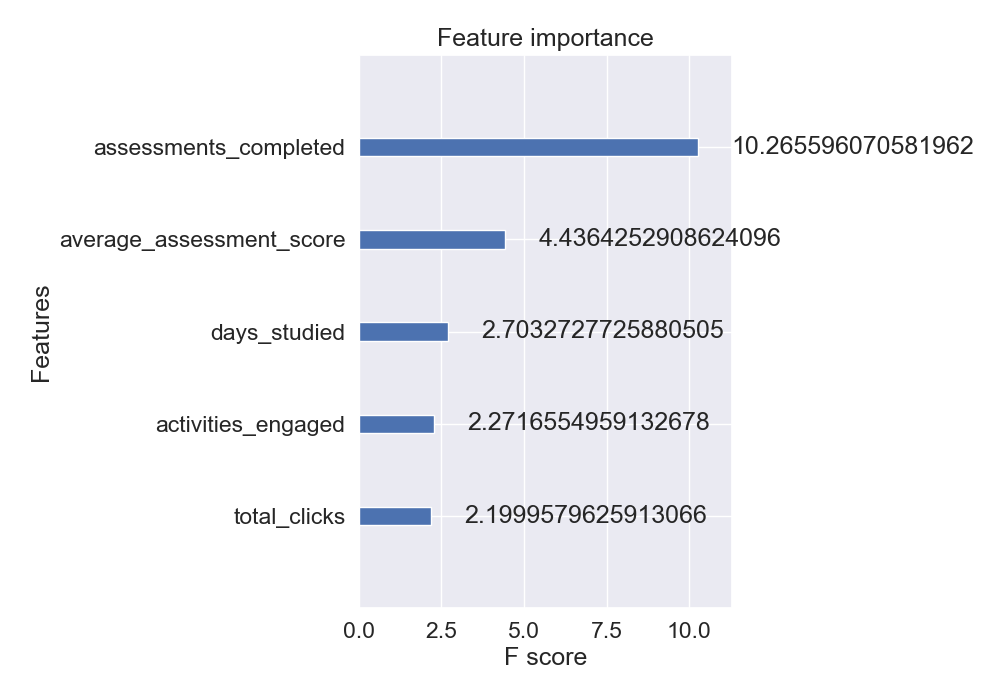 Feature importance
assessments_completed 10.265596070581962
average_assessment_score 4.4364252908624096
days_studied 2.7032727725880505
activities_engaged 2.2716554959132678
total_clicks 2.1999579625913066
Features
0.0 2.5 5.0 7.5 10.0
F score